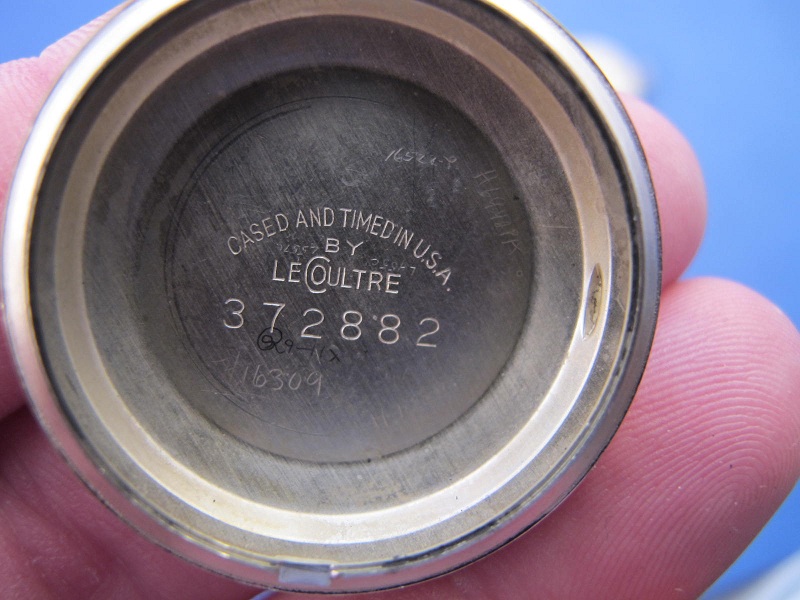 CASED AND TIMED IN U.S.A.
BY
LECOULTRE
372882
16309